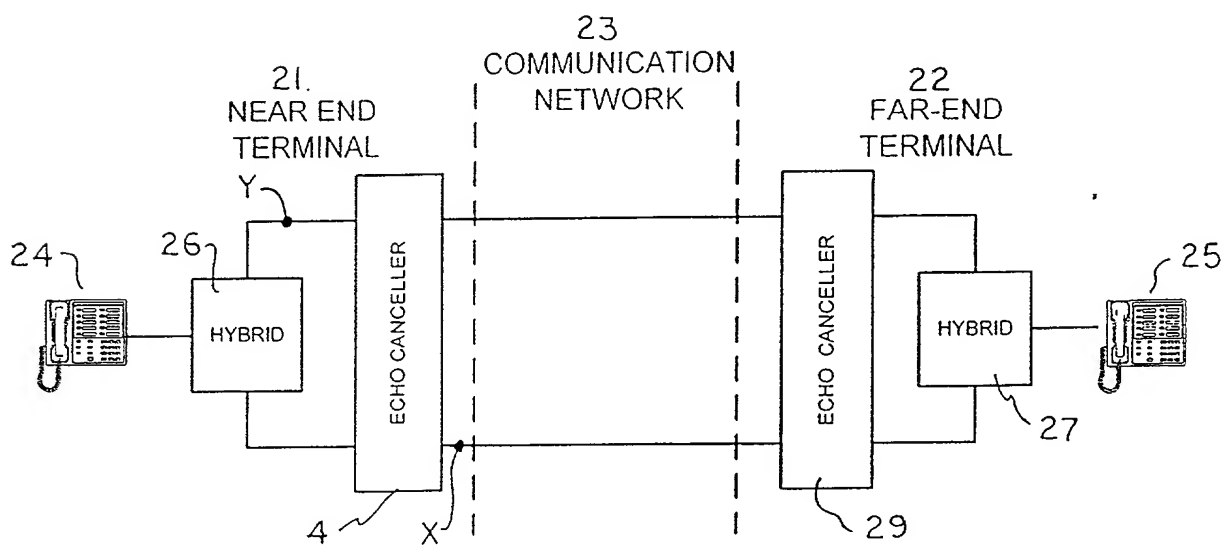 23
COMMUNICATION
NETWORK
21.
NEAR END
TERMINAL
22
FAR-END
TERMINAL
Y
24
26
HYBRID
ECHO CANCELLER
ECHO CANCELLER
HYBRID
25
27
4
X
29